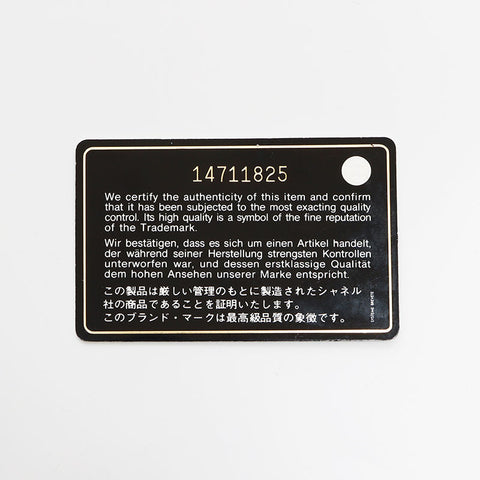 14711825
We certify the authenticity of this item and confirm
that it has been subjected to the most exacting quality
control. Its high quality is a symbol of the fine reputation
of the Trademark.
Wir bestätigen, dass es sich um einen Artikel handelt,
der während seiner Herstellung strengsten Kontrollen
unterworfen war, und dessen erstklassige Qualität
dem hohen Ansehen unserer Marke entspricht.
この製品は厳しい管理のもとに製造されたシャネル
社の商品であることを証明いたします。
このブランド・マークは最高級品質の象徴です。